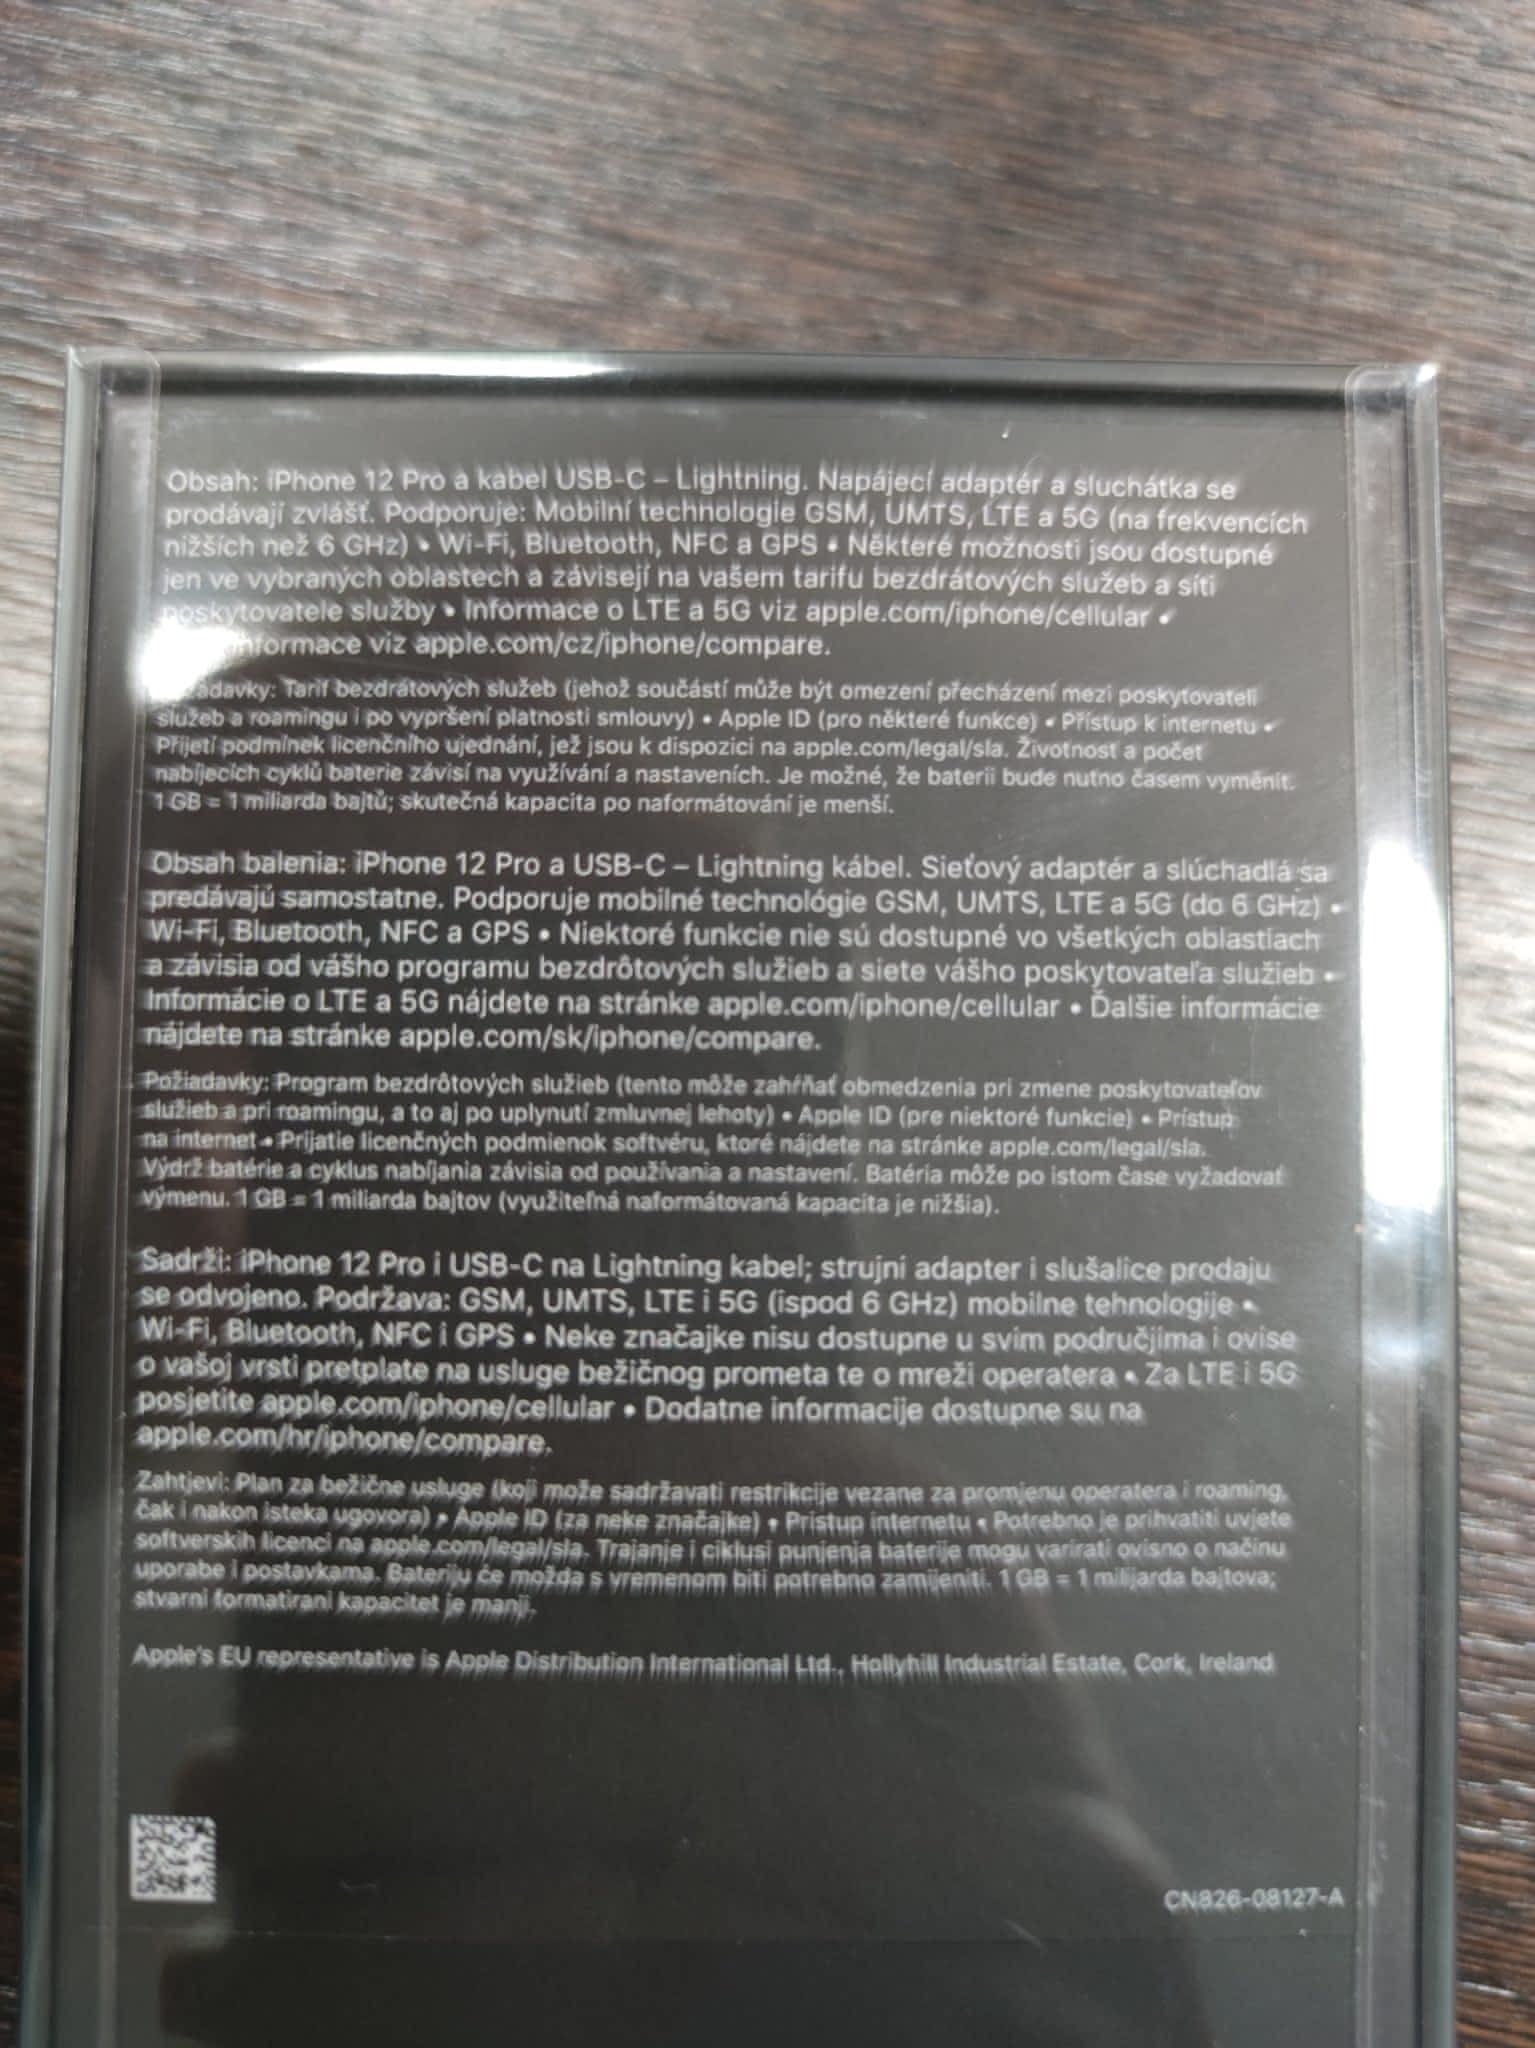 Obsah: iPhone 12 Pro a kabel USB-C – Lightning. Napájecí adaptér a sluchátka se
prodávají zvlášť. Podporuje: Mobilní technologie GSM, UMTS, LTE a 5G (na frekvencích
nižších než 6 GHz) • Wi-Fi, Bluetooth, NFC a GPS • Některé možnosti jsou dostupné
jen ve vybraných oblastech a závisejí na vašem tarifu bezdrátových služeb a síti
poskytovatele služby • Informace o LTE a 5G viz apple.com/iphone/cellular •
informace viz apple.com/cz/iphone/compare.
Tarif bezdrátových služeb (jehož součástí může být omezení přecházení mezi poskytovateli
služeb a roamingu i po vypršení platnosti smlouvy) • Apple ID (pro některé funkce) • Přístup k internetu •
Přijetí podmínek licenčního ujednání, jež jsou k dispozici na apple.com/legal/sla. Životnost a počet
nabíjecích cyklů baterie závisí na využívání a nastaveních. Je možné, že baterii bude nutno časem vyměnit.
1 GB = 1 miliarda bajtů; skutečná kapacita po naformátování je menší.
Obsah balenia: iPhone 12 Pro a USB-C – Lightning kábel. Sieťový adaptér a slúchadlá sa
predávajú samostatne. Podporuje mobilné technológie GSM, UMTS, LTE a 5G (do 6 GHz) •
Wi-Fi, Bluetooth, NFC a GPS • Niektoré funkcie nie sú dostupné vo všetkých oblastiach
a závisia od vášho programu bezdrôtových služieb a siete vášho poskytovateľa služieb •
Informácie o LTE a 5G nájdete na stránke apple.com/iphone/cellular • Ďalšie informácie
nájdete na stránke apple.com/sk/iphone/compare.
Požiadavky: Program bezdrôtových služieb (tento môže zahŕňať obmedzenia pri zmene poskytovateľov
služieb a pri roamingu, a to aj po uplynutí zmluvnej lehoty) • Apple ID (pre niektoré funkcie) • Prístup
na internet • Prijatie licenčných podmienok softvéru, ktoré nájdete na stránke apple.com/legal/sla.
Výdrž batérie a cyklus nabíjania závisia od používania a nastavení. Batéria môže po istom čase vyžadovať
výmenu. 1 GB = 1 miliarda bajtov (využiteľná naformátovaná kapacita je nižšia).
Sadrži: iPhone 12 Pro i USB-C na Lightning kabel; strujni adapter i slušalice prodaju
se odvojeno. Podržava: GSM, UMTS, LTE i 5G (ispod 6 GHz) mobilne tehnologije •
Wi-Fi, Bluetooth, NFC i GPS • Neke značajke nisu dostupne u svim područjima i ovise
o vašoj vrsti pretplate na usluge bežičnog prometa te o mreži operatera • Za LTE i 5G
posjetite apple.com/iphone/cellular • Dodatne informacije dostupne su na
apple.com/hr/iphone/compare.
Zahtjevi: Plan za bežične usluge (koji može sadržavati restrikcije vezane za promjenu operatera i roaming,
čak i nakon isteka ugovora) • Apple ID (za neke značajke) • Pristup internetu • Potrebno je prihvatiti uvjete
softverskih licenci na apple.com/legal/sla. Trajanje i ciklusi punjenja baterije mogu varirati ovisno o načinu
uporabe i postavkama. Bateriju će možda s vremenom biti potrebno zamijeniti. 1 GB = 1 milijarda bajtova;
stvarni formatirani kapacitet je manji.
Apple's EU representative is Apple Distribution International Ltd., Hollyhill Industrial Estate, Cork, Ireland
CN826-08127-A